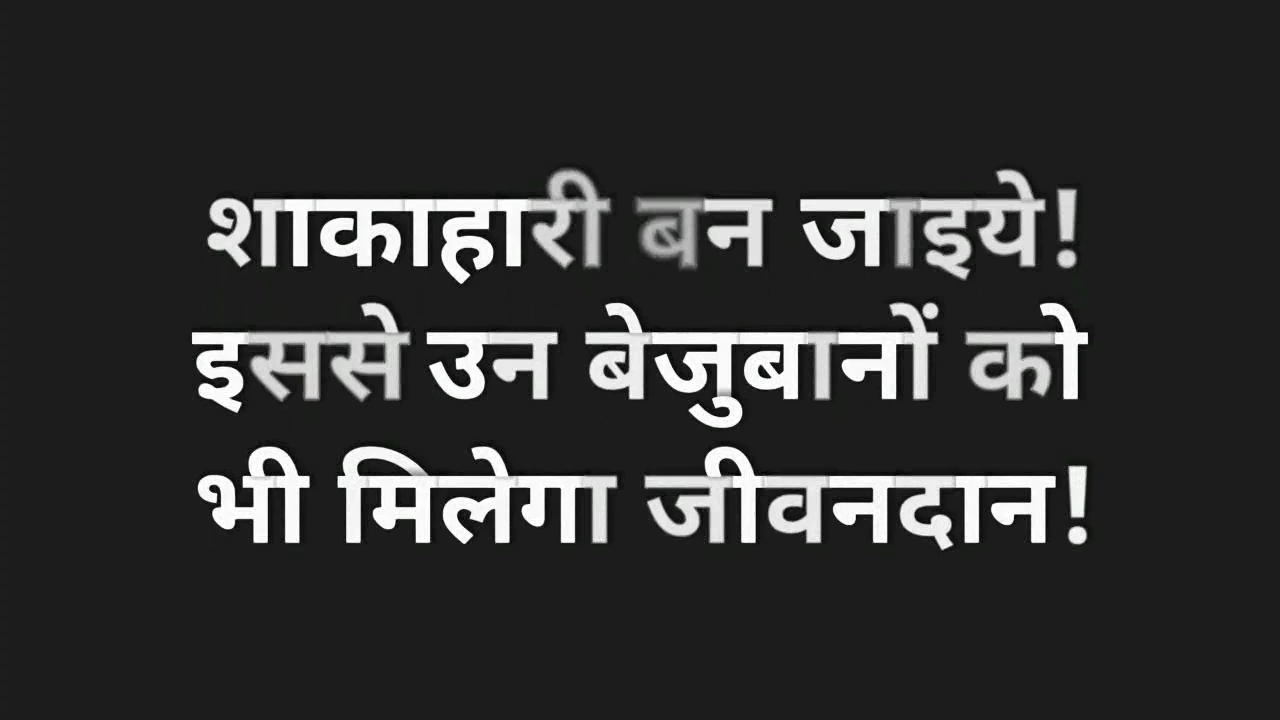 शाकाहारी बन जाइये!
इससे उन बेजुबानों को
भी मिलेगा जीवनदान!